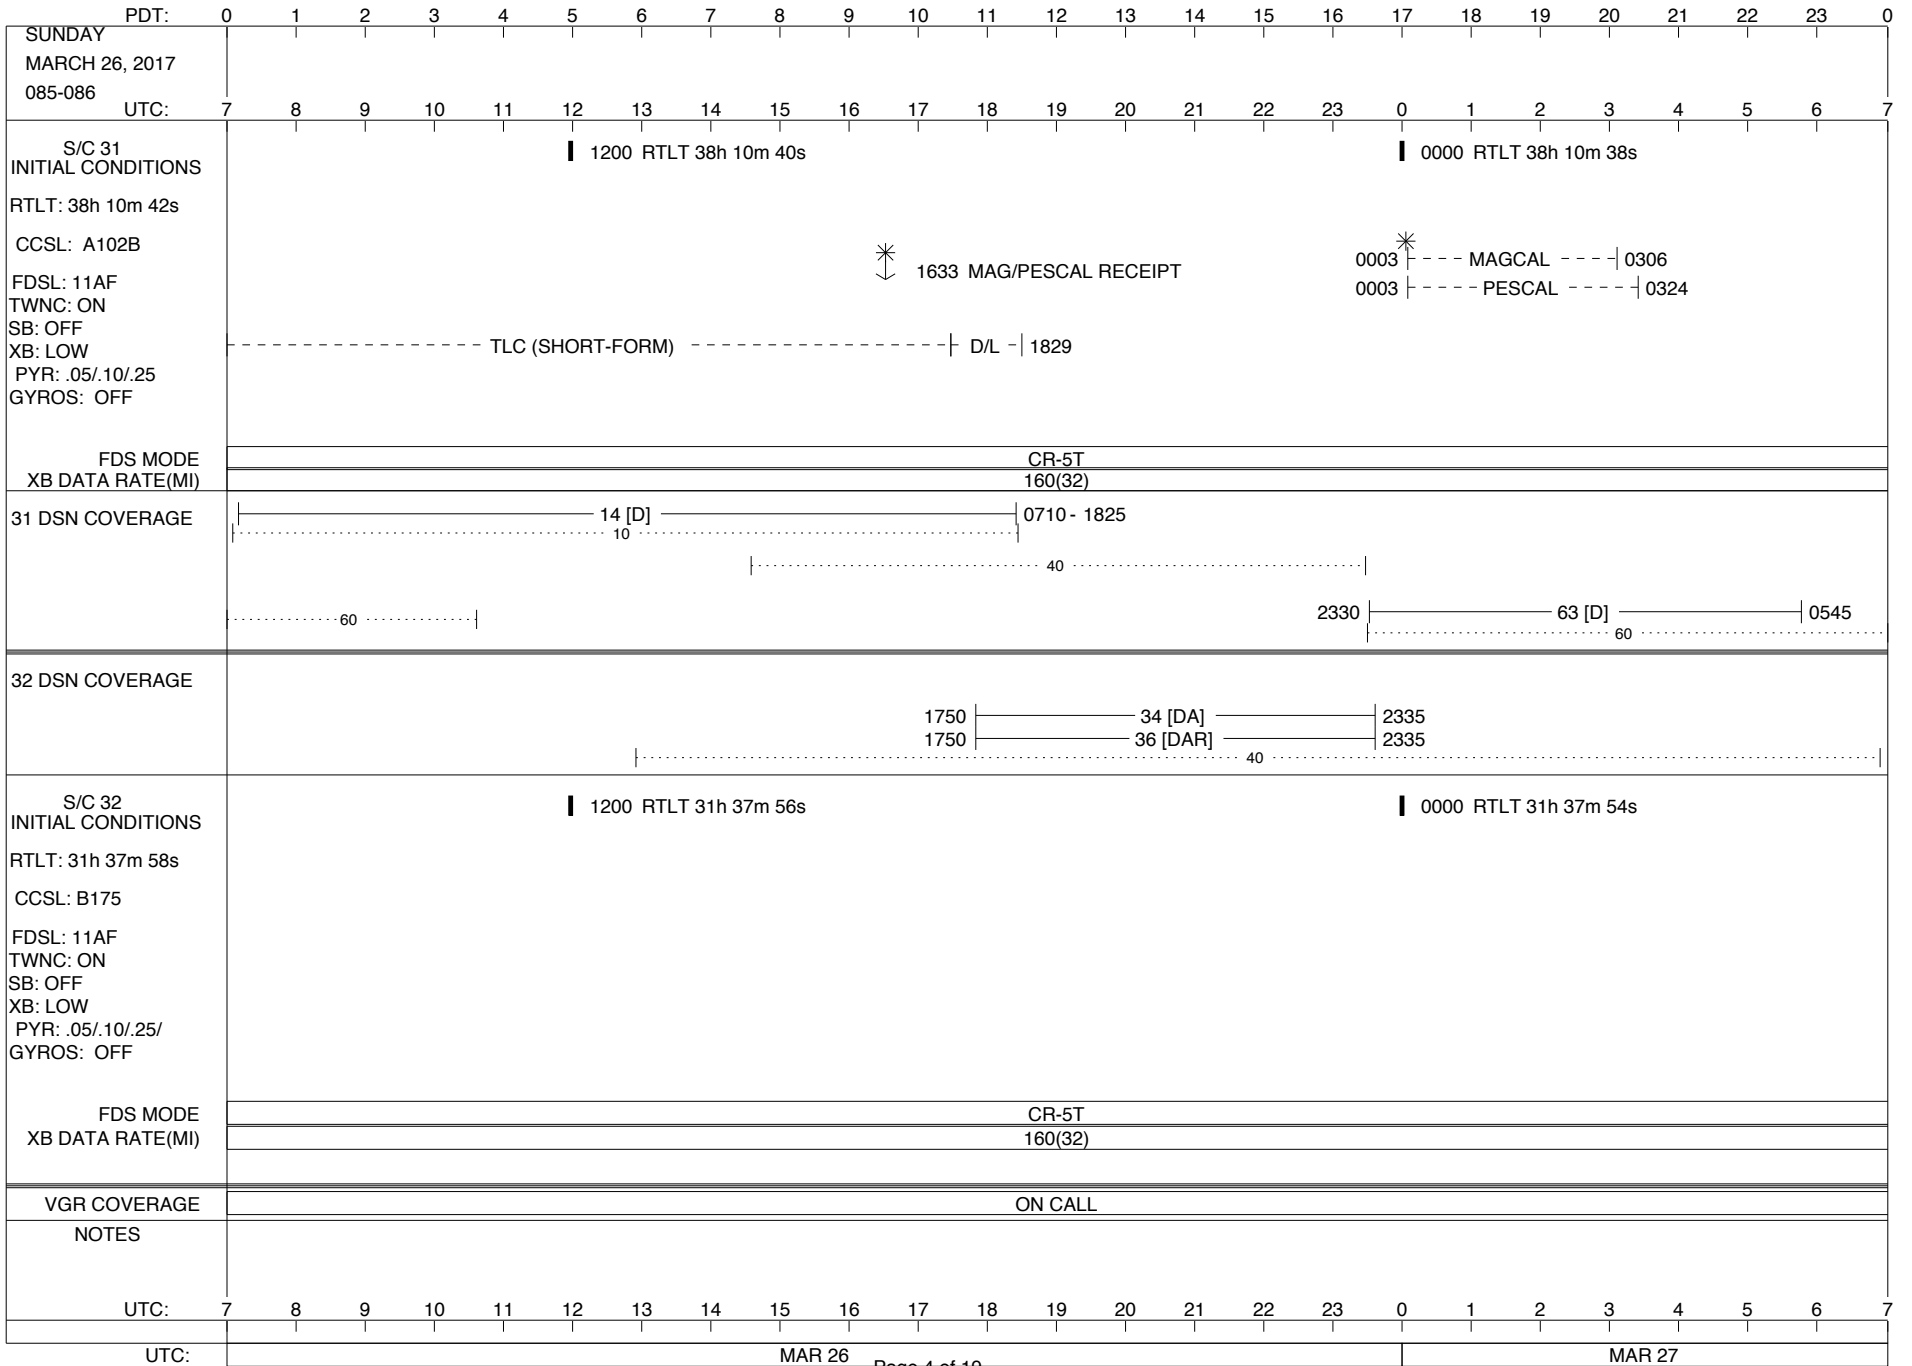 PDT: 0 1 2 3 4 5 6 7 8 9 10 11 12 13 14 15 16 17 18 19 20 21 22 23 0
SUNDAY
MARCH 26, 2017
085-086
UTC: 7 8 9 10 11 12 13 14 15 16 17 18 19 20 21 22 23 0 1 2 3 4 5 6 7
S/C 31
INITIAL CONDITIONS
1200 RTLT 38h 10m 40s
0000 RTLT 38h 10m 38s
RTLT: 38h 10m 42s
CCSL: A102B
1633 MAG/PESCAL RECEIPT
0003 MAGCAL 0306
0003 PESCAL 0324
FDSL: 11AF
TWNC: ON
SB: OFF
XB: LOW
TLC (SHORT-FORM) D/L 1829
PYR: .05/.10/.25
GYROS: OFF
FDS MODE CR-5T
XB DATA RATE(MI) 160(32)
31 DSN COVERAGE
14 [D] 0710 - 1825
10
40
2330 63 [D] 0545
60
60
32 DSN COVERAGE
1750 34 [DA] 2335
1750 36 [DAR] 2335
40
S/C 32
INITIAL CONDITIONS
1200 RTLT 31h 37m 56s
0000 RTLT 31h 37m 54s
RTLT: 31h 37m 58s
CCSL: B175
FDSL: 11AF
TWNC: ON
SB: OFF
XB: LOW
PYR: .05/.10/.25/
GYROS: OFF
FDS MODE CR-5T
XB DATA RATE(MI) 160(32)
VGR COVERAGE ON CALL
NOTES
UTC: 7 8 9 10 11 12 13 14 15 16 17 18 19 20 21 22 23 0 1 2 3 4 5 6 7
UTC: MAR 26 MAR 27
Page 4 of 19